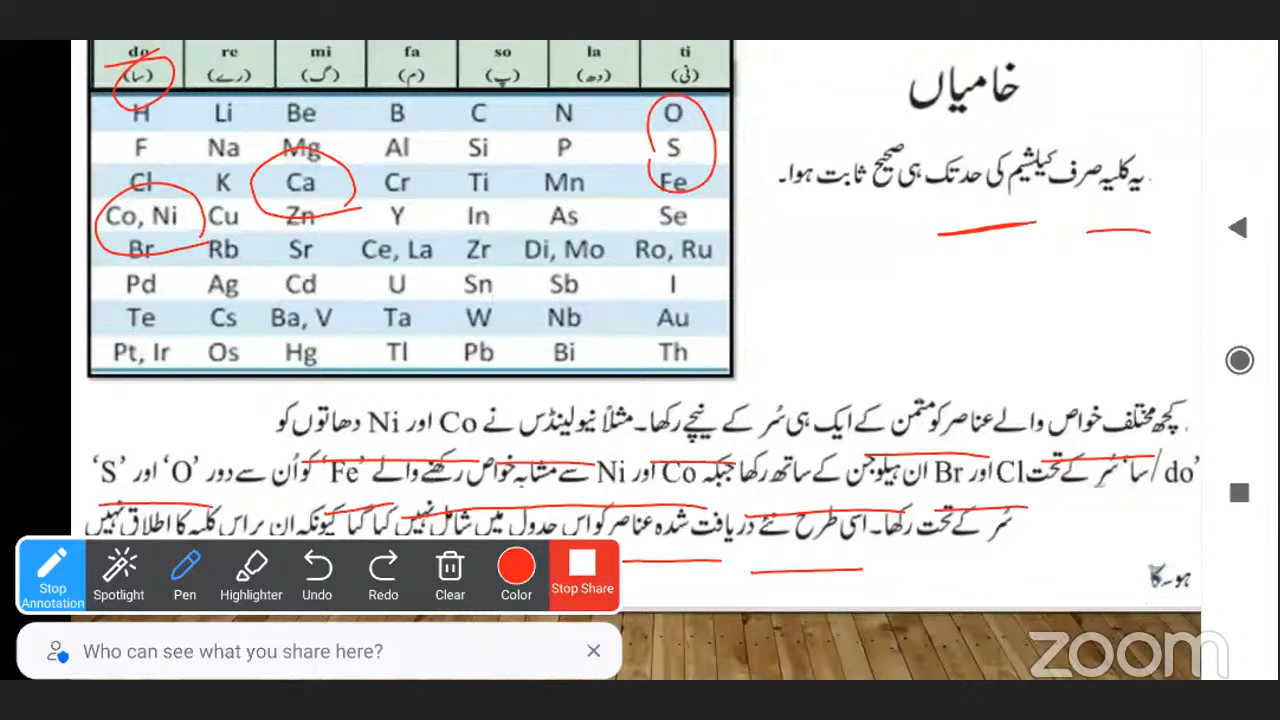 do re mi fa so la ti
(سا) (رے) (گ) (م) (پ) (دھ) (نی)
H Li Be B C N O
F Na Mg Al Si P S
Cl K Ca Cr Ti Mn Fe
Co, Ni Cu Zn Y In As Se
Br Rb Sr Ce, La Zr Di, Mo Ro, Ru
Pd Ag Cd U Sn Sb I
Te Cs Ba, V Ta W Nb Au
Pt, Ir Os Hg Tl Pb Bi Th
خامیاں
یہ کلیہ صرف کیلشیم کی حد تک ہی صحیح ثابت ہوا۔
کچھ مختلف خواص والے عناصر کو مثمن کے ایک ہی سُر کے نیچے رکھا۔ مثلاً نیولینڈس نے Co اور Ni دھاتوں کو
'do/سا' سُر کے تحت Cl اور Br ان ہیلوجن کے ساتھ رکھا جبکہ Co اور Ni سے مشابہ خواص رکھنے والے 'Fe' کو اُن سے دور 'O' اور 'S'
سُر کے تحت رکھا۔ اسی طرح نئے دریافت شدہ عناصر کو اس جدول میں شامل نہیں کیا گیا کیونکہ ان پر اس کلیہ کا اطلاق نہیں
ہو سکا
Stop Annotation Spotlight Pen Highlighter Undo Redo Clear Color Stop Share
Who can see what you share here?
zoom